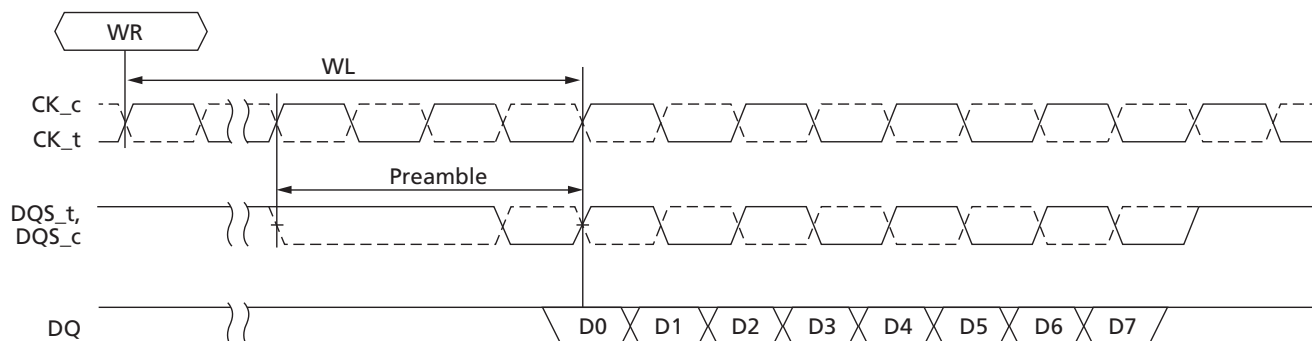 WR
WL
CK_c
CK_t
Preamble
DQS_t,
DQS_c
DQ
D0
D1
D2
D3
D4
D5
D6
D7